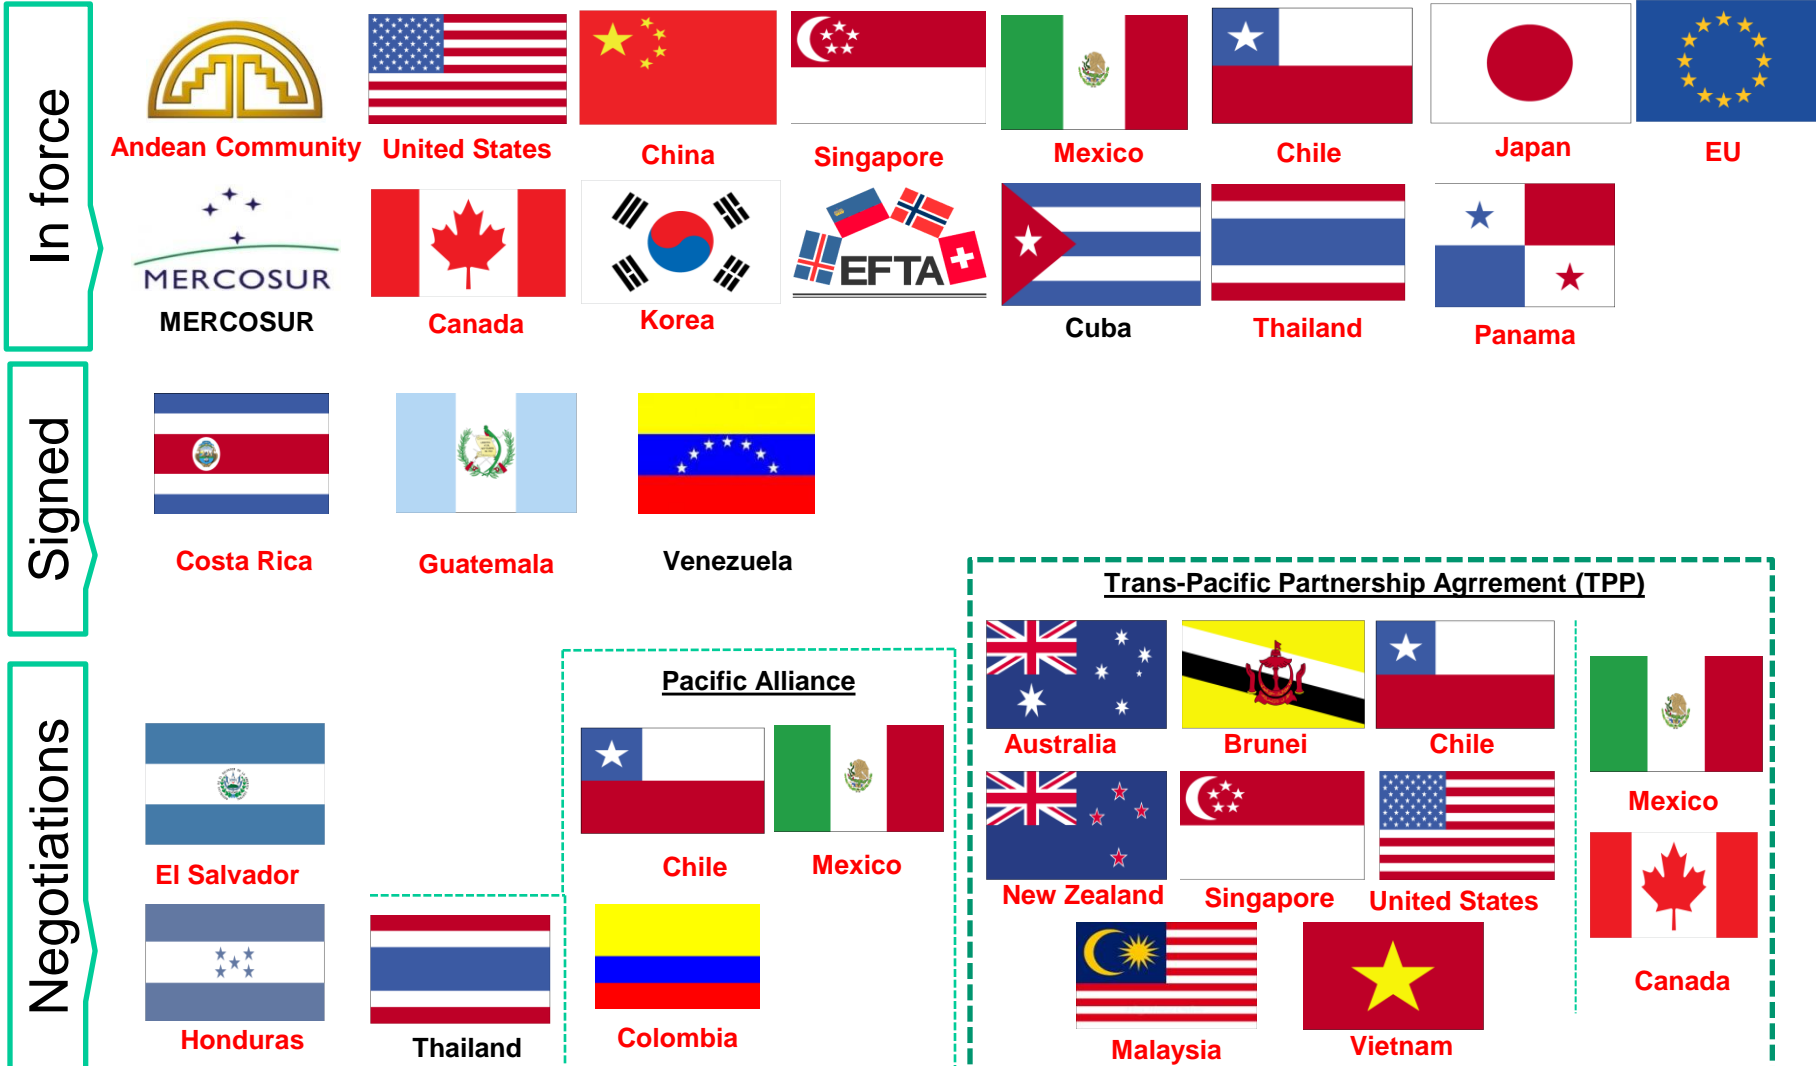 In force
Andean Community
United States
China
Singapore
Mexico
Chile
Japan
EU
MERCOSUR
MERCOSUR
Canada
Korea
EFTA
Cuba
Thailand
Panama
Signed
Costa Rica
Guatemala
Venezuela
Negotiations
El Salvador
Honduras
Thailand
Pacific Alliance
Chile
Mexico
Colombia
Trans-Pacific Partnership Agrrement (TPP)
Australia
Brunei
Chile
New Zealand
Singapore
United States
Malaysia
Vietnam
Mexico
Canada